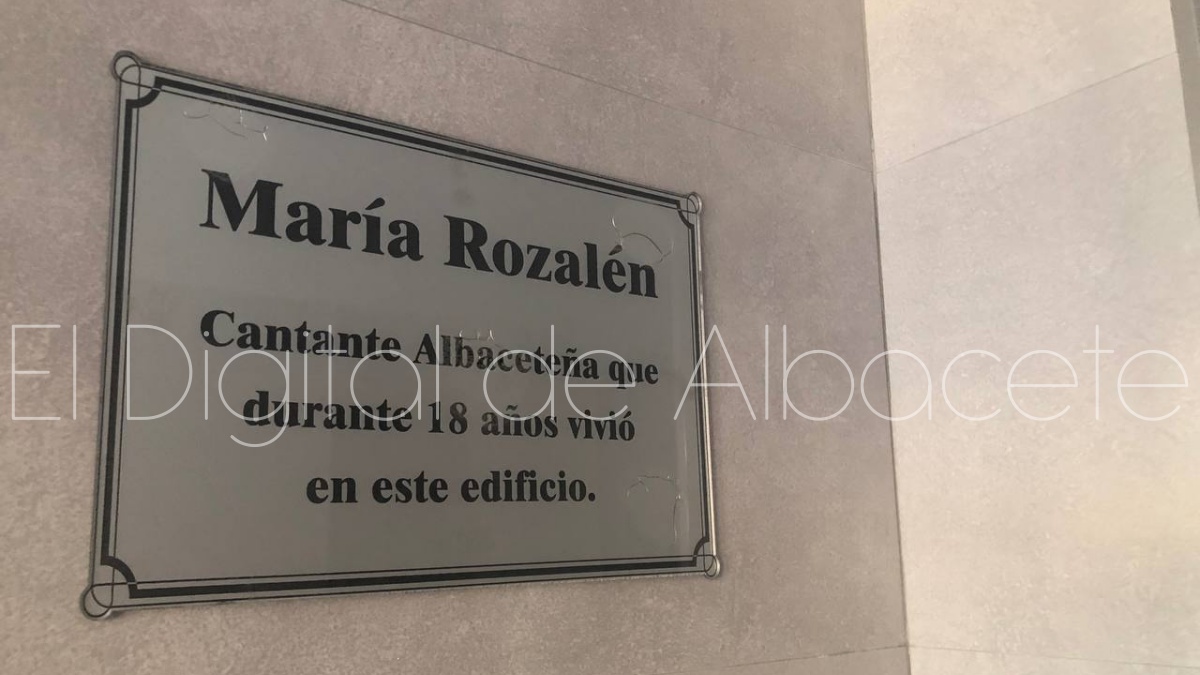 María Rozalén
Cantante Albaceteña que
El Digital de Albacete
durante 18 años vivió
en este edificio.